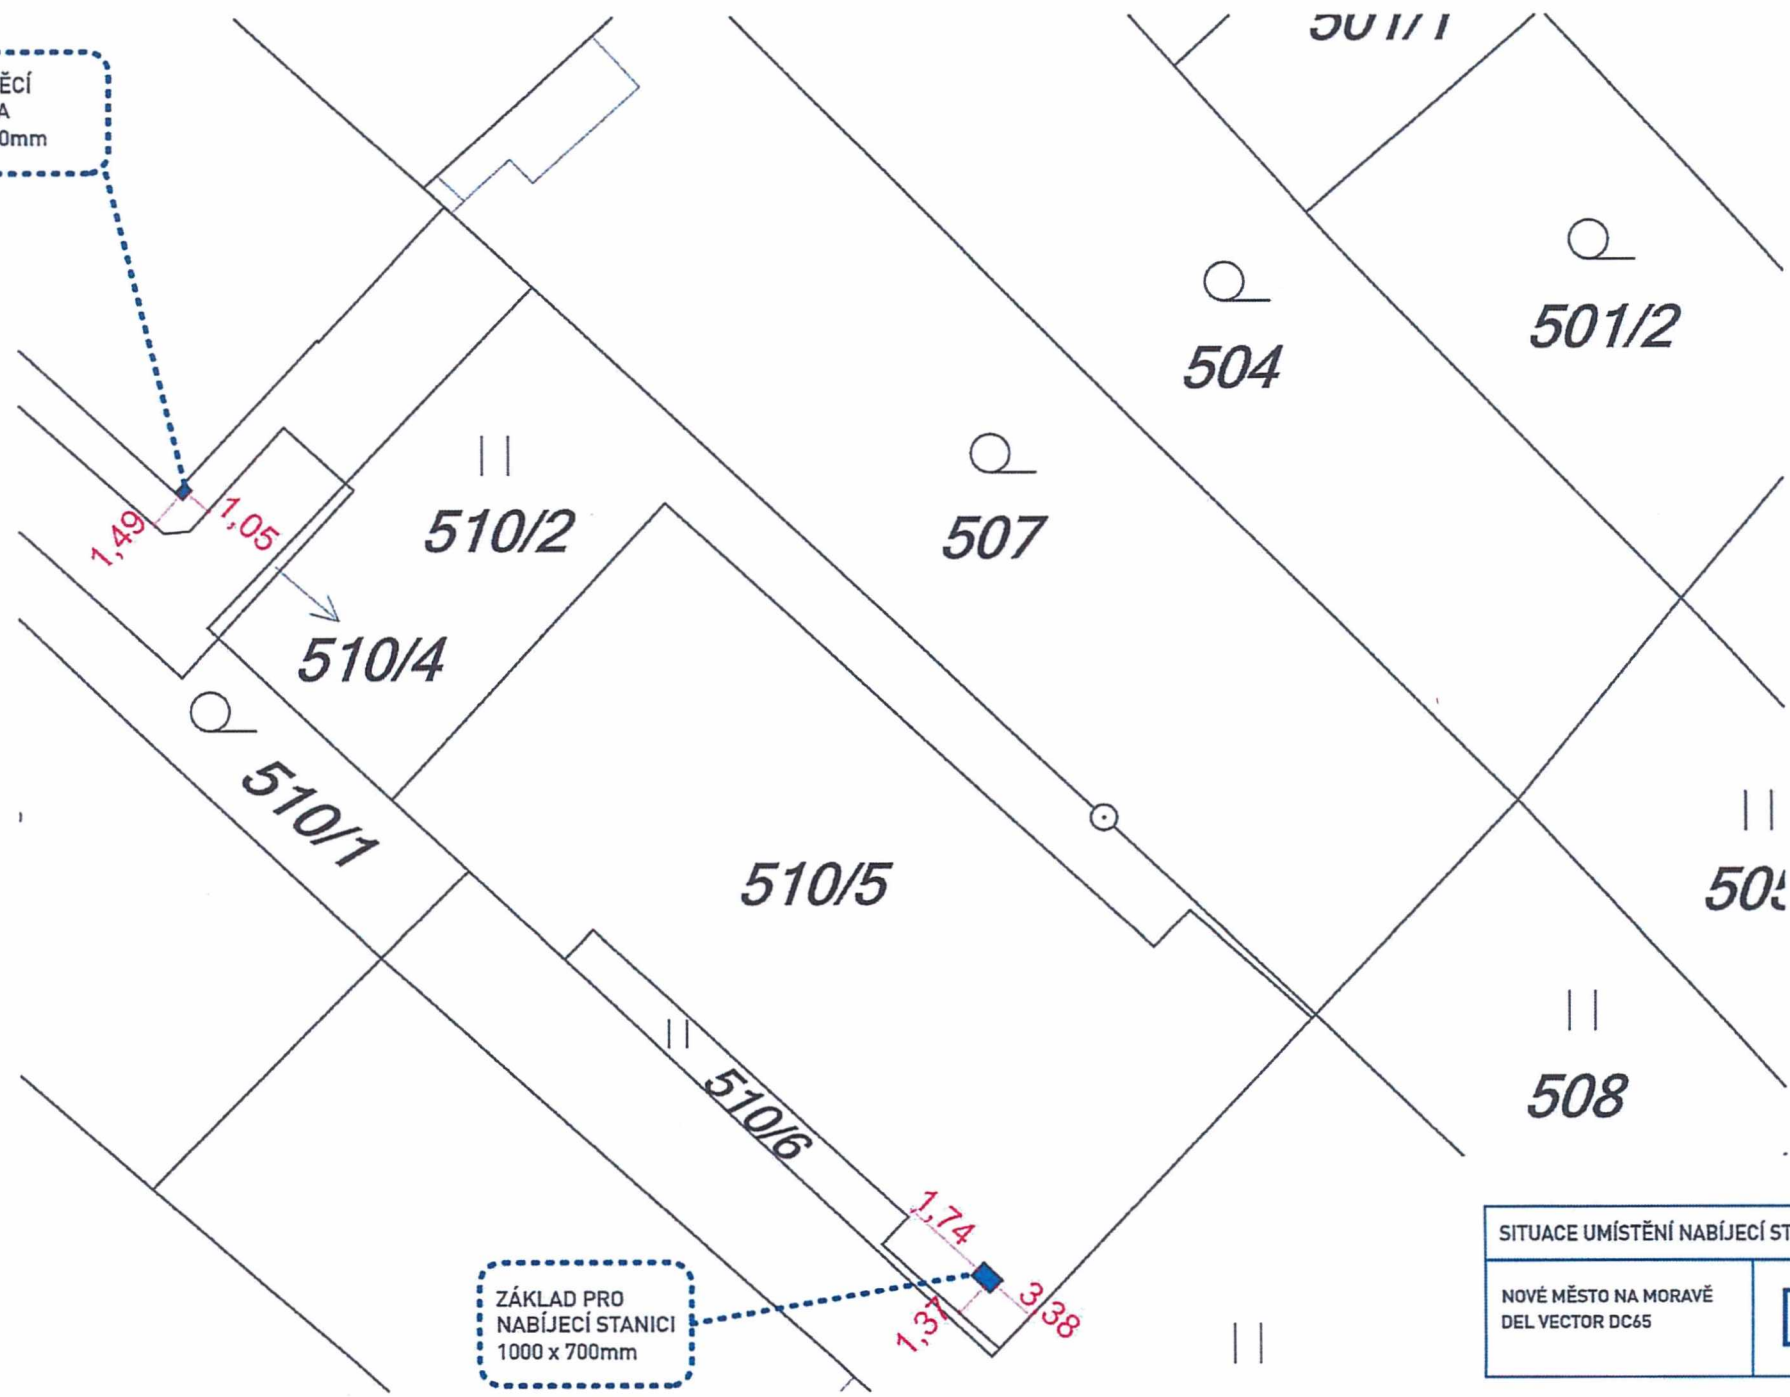 501/1
ĚCÍ
A
0mm
501/2
504
507
510/2
1,49
1,05
510/4
510/1
510/5
505
508
510/6
1,74
3,38
1,37
ZÁKLAD PRO
NABÍJECÍ STANICI
1000 x 700mm
SITUACE UMÍSTĚNÍ NABÍJECÍ ST
NOVÉ MĚSTO NA MORAVĚ
DEL VECTOR DC65